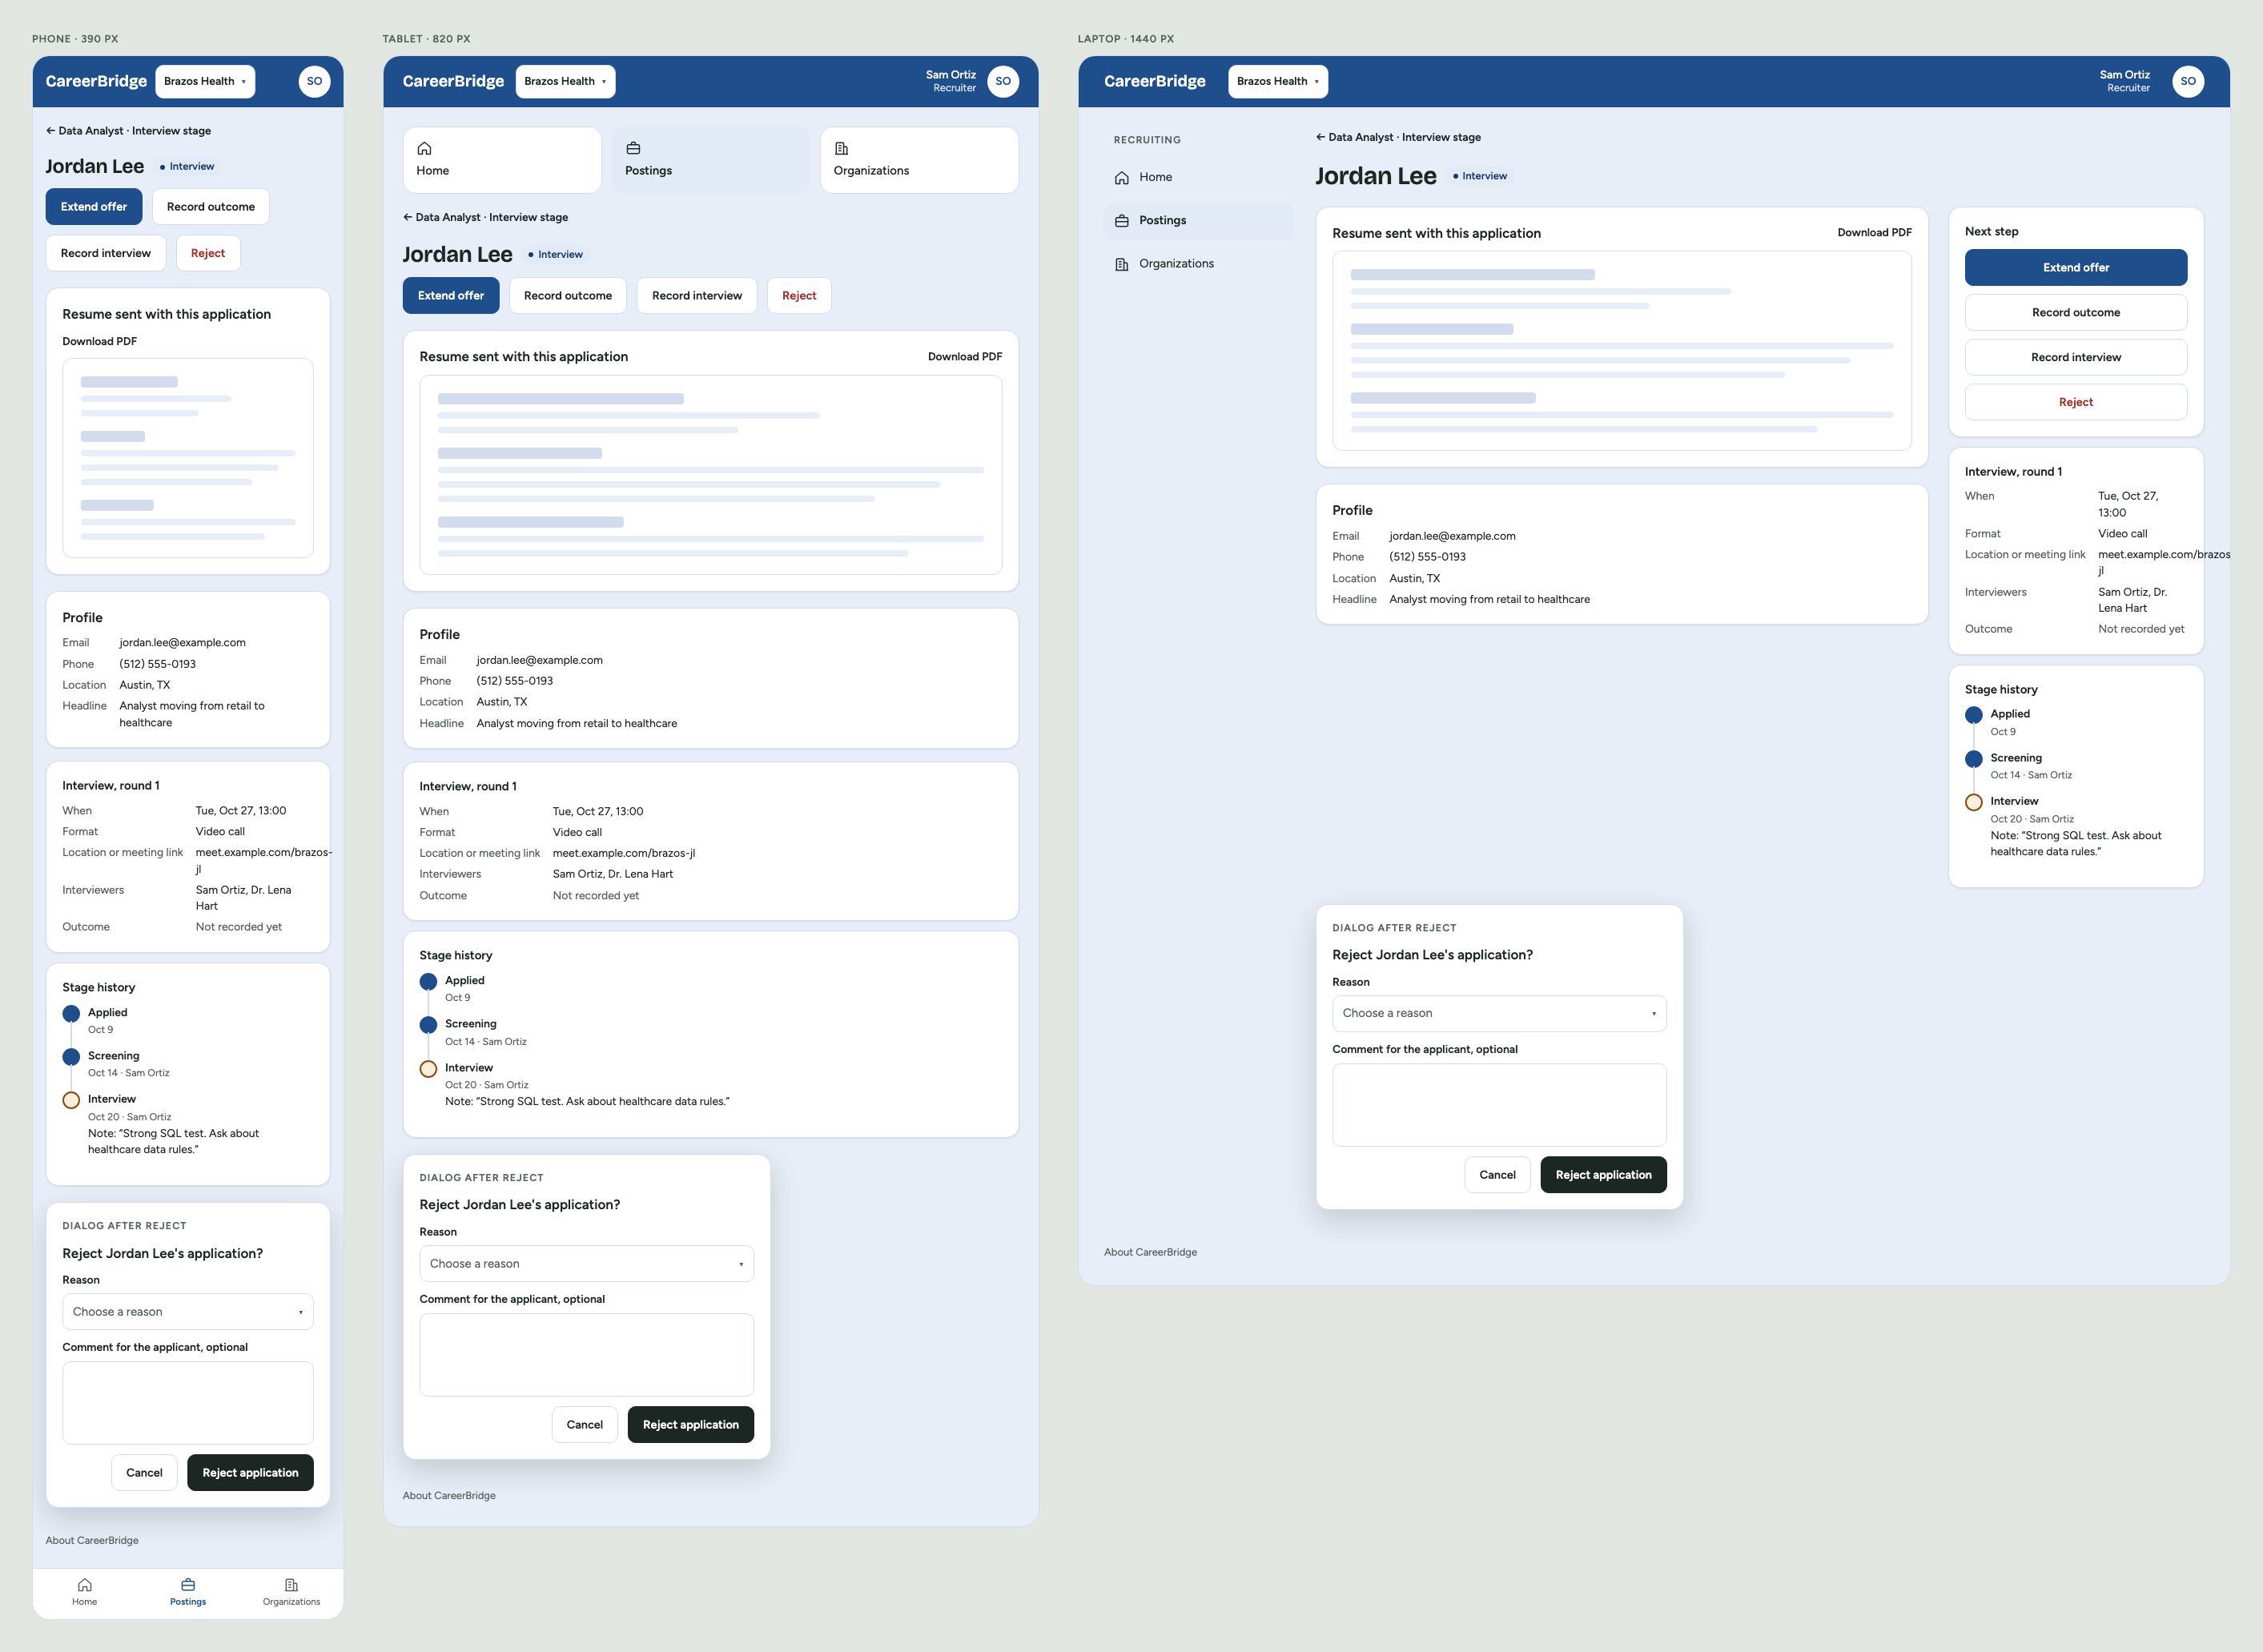 PHONE · 390 PX
CareerBridge
Brazos Health
SO
← Data Analyst · Interview stage
Jordan Lee
Interview
Extend offer
Record outcome
Record interview
Reject
Resume sent with this application
Download PDF
Profile
Email jordan.lee@example.com
Phone (512) 555-0193
Location Austin, TX
Headline Analyst moving from retail to
healthcare
Interview, round 1
When Tue, Oct 27, 13:00
Format Video call
Location or meeting link meet.example.com/brazos-
jl
Interviewers Sam Ortiz, Dr. Lena
Hart
Outcome Not recorded yet
Stage history
Applied
Oct 9
Screening
Oct 14 · Sam Ortiz
Interview
Oct 20 · Sam Ortiz
Note: “Strong SQL test. Ask about
healthcare data rules.”
DIALOG AFTER REJECT
Reject Jordan Lee's application?
Reason
Choose a reason
Comment for the applicant, optional
Cancel
Reject application
About CareerBridge
Home
Postings
Organizations
TABLET · 820 PX
CareerBridge
Brazos Health
Sam Ortiz
Recruiter
SO
Home
Postings
Organizations
← Data Analyst · Interview stage
Jordan Lee
Interview
Extend offer
Record outcome
Record interview
Reject
Resume sent with this application
Download PDF
Profile
Email jordan.lee@example.com
Phone (512) 555-0193
Location Austin, TX
Headline Analyst moving from retail to healthcare
Interview, round 1
When Tue, Oct 27, 13:00
Format Video call
Location or meeting link meet.example.com/brazos-jl
Interviewers Sam Ortiz, Dr. Lena Hart
Outcome Not recorded yet
Stage history
Applied
Oct 9
Screening
Oct 14 · Sam Ortiz
Interview
Oct 20 · Sam Ortiz
Note: “Strong SQL test. Ask about healthcare data rules.”
DIALOG AFTER REJECT
Reject Jordan Lee's application?
Reason
Choose a reason
Comment for the applicant, optional
Cancel
Reject application
About CareerBridge
LAPTOP · 1440 PX
CareerBridge
Brazos Health
Sam Ortiz
Recruiter
SO
RECRUITING
Home
Postings
Organizations
← Data Analyst · Interview stage
Jordan Lee
Interview
Resume sent with this application
Download PDF
Profile
Email jordan.lee@example.com
Phone (512) 555-0193
Location Austin, TX
Headline Analyst moving from retail to healthcare
Next step
Extend offer
Record outcome
Record interview
Reject
Interview, round 1
When Tue, Oct 27,
13:00
Format Video call
Location or meeting link meet.example.com/brazos
jl
Interviewers Sam Ortiz, Dr.
Lena Hart
Outcome Not recorded yet
Stage history
Applied
Oct 9
Screening
Oct 14 · Sam Ortiz
Interview
Oct 20 · Sam Ortiz
Note: “Strong SQL test. Ask about
healthcare data rules.”
DIALOG AFTER REJECT
Reject Jordan Lee's application?
Reason
Choose a reason
Comment for the applicant, optional
Cancel
Reject application
About CareerBridge